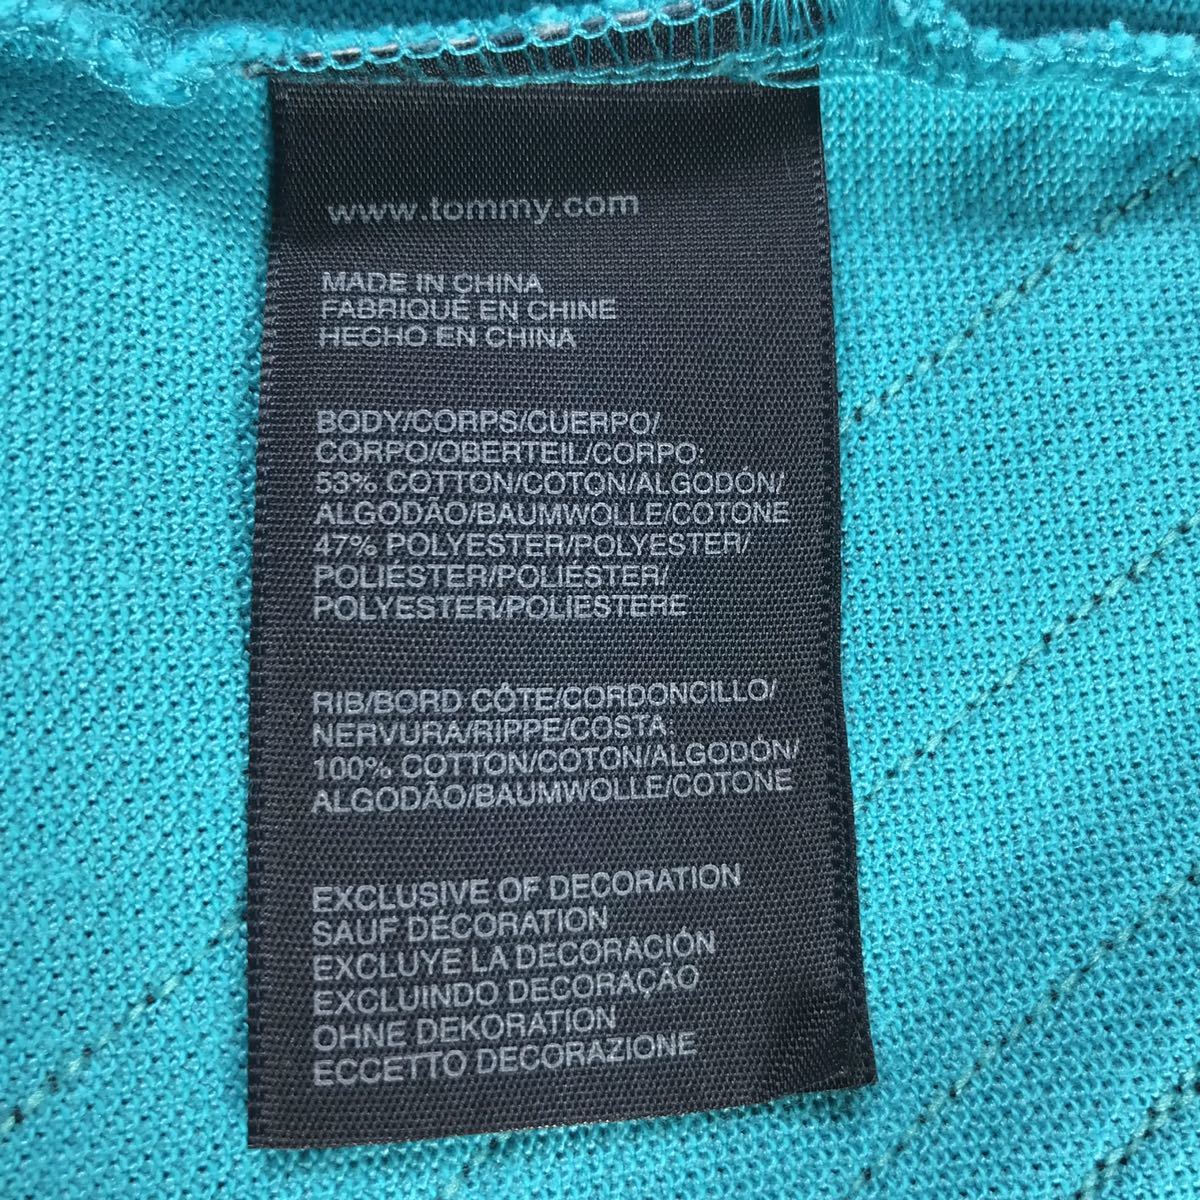 www.tommy.com
MADE IN CHINA
FABRIQUÉ EN CHINE
HECHO EN CHINA
BODY/CORPS/CUERPO/
CORPO/OBERTEIL/CORPO:
53% COTTON/COTON/ALGODÓN/
ALGODÃO/BAUMWOLLE/COTONE
47% POLYESTER/POLYESTER/
POLIÉSTER/POLIÉSTER/
POLYESTER/POLIESTERE
RIB/BORD CÔTE/CORDONCILLO/
NERVURA/RIPPE/COSTA:
100% COTTON/COTON/ALGODÓN/
ALGODÃO/BAUMWOLLE/COTONE
EXCLUSIVE OF DECORATION
SAUF DÉCORATION
EXCLUYE LA DECORACIÓN
EXCLUINDO DECORAÇÃO
OHNE DEKORATION
ECCETTO DECORAZIONE